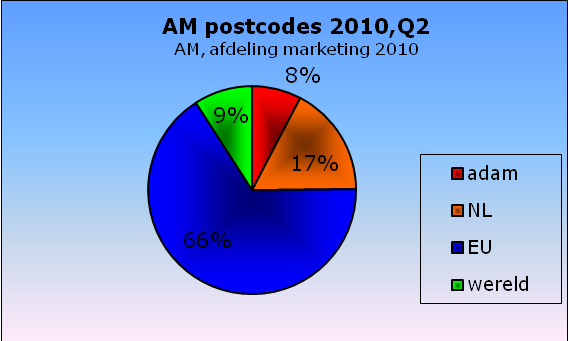 AM postcodes 2010,Q2
AM, afdeling marketing 2010
8%
9%
17%
66%
adam
NL
EU
wereld